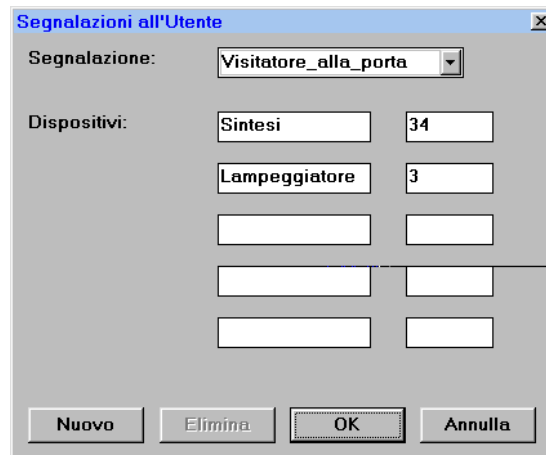 Segnalazioni all'Utente
Segnalazione: Visitatore_alla_porta
Dispositivi: Sintesi 34
Lampeggiatore 3
Nuovo Elimina OK Annulla